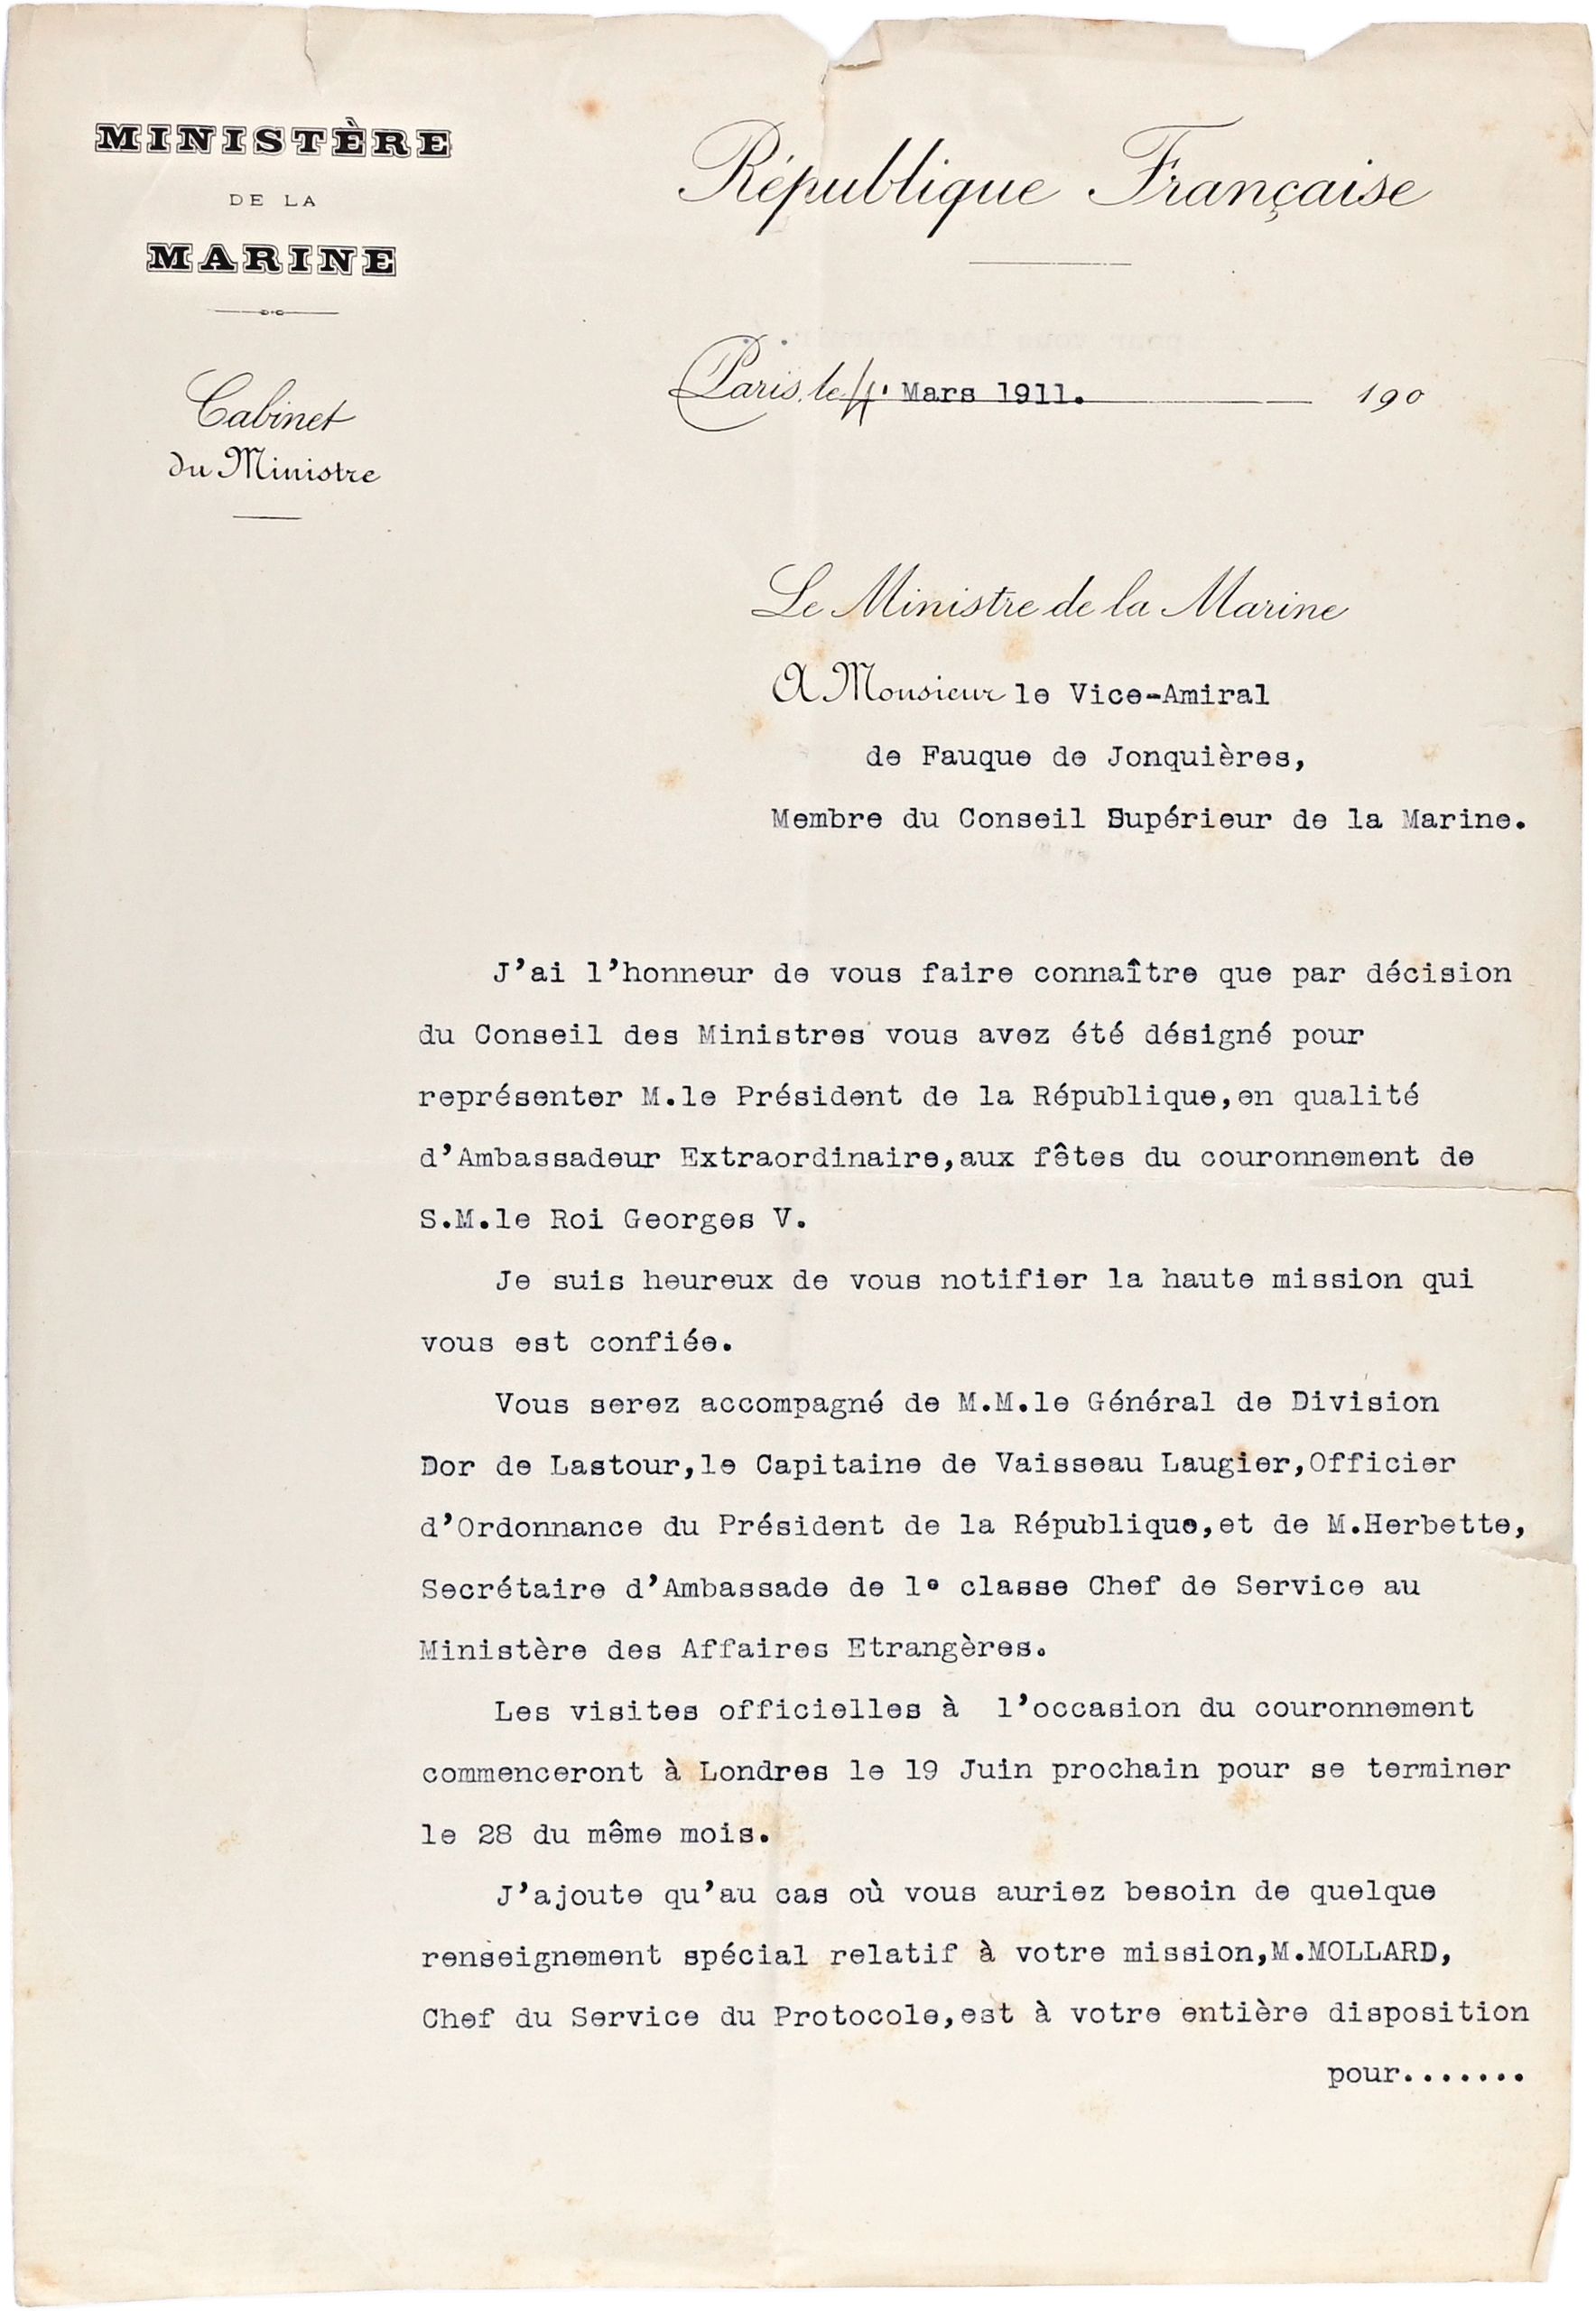 MINISTÈRE
DE LA
MARINE
Cabinet
du Ministre
République Française
Paris, le 4. Mars 1911. 190
Le Ministre de la Marine
A Monsieur le Vice-Amiral
de Fauque de Jonquières,
Membre du Conseil Supérieur de la Marine.
J'ai l'honneur de vous faire connaître que par décision
du Conseil des Ministres vous avez été désigné pour
représenter M.le Président de la République,en qualité
d'Ambassadeur Extraordinaire,aux fêtes du couronnement de
S.M.le Roi Georges V.
Je suis heureux de vous notifier la haute mission qui
vous est confiée.
Vous serez accompagné de M.M.le Général de Division
Dor de Lastour,le Capitaine de Vaisseau Laugier,Officier
d'Ordonnance du Président de la République,et de M.Herbette,
Secrétaire d'Ambassade de 1e classe Chef de Service au
Ministère des Affaires Etrangères.
Les visites officielles à l'occasion du couronnement
commenceront à Londres le 19 Juin prochain pour se terminer
le 28 du même mois.
J'ajoute qu'au cas où vous auriez besoin de quelque
renseignement spécial relatif à votre mission,M.MOLLARD,
Chef du Service du Protocole,est à votre entière disposition
pour.......